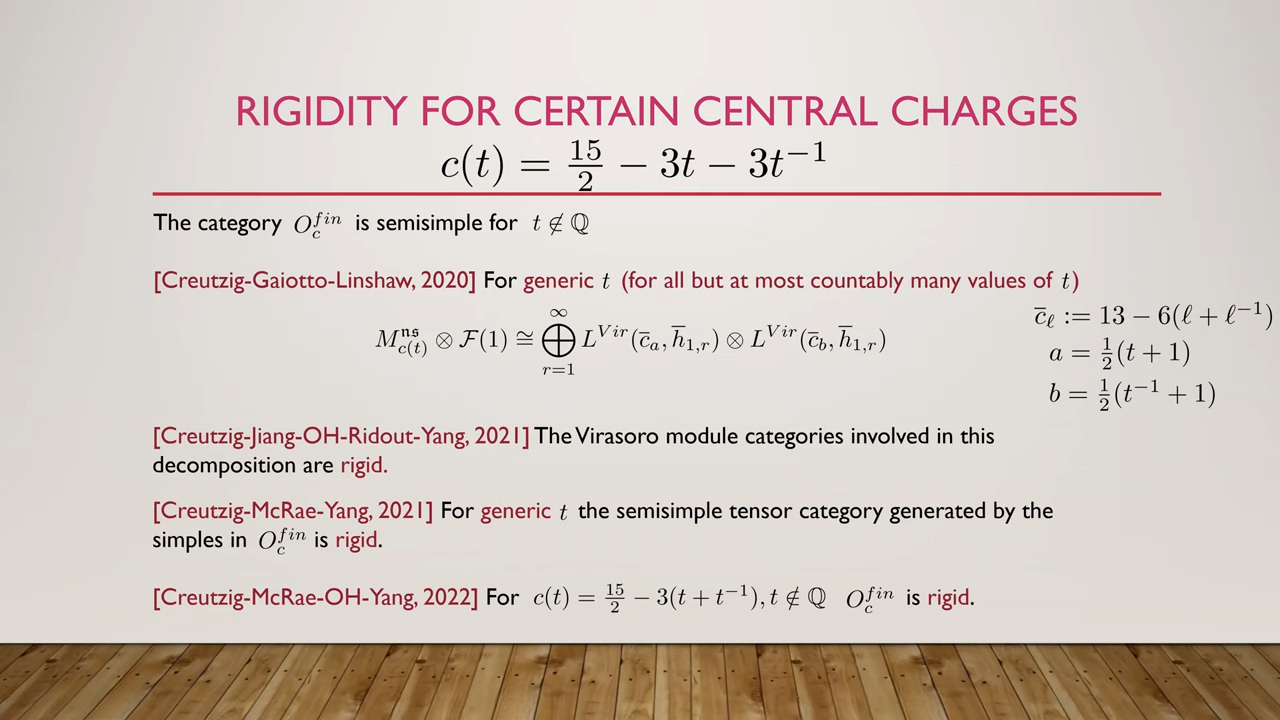 RIGIDITY FOR CERTAIN CENTRAL CHARGES
c(t) = 15/2 − 3t − 3t⁻¹
The category O_c^{fin} is semisimple for t ∉ ℚ
[Creutzig-Gaiotto-Linshaw, 2020] For generic t (for all but at most countably many values of t)
M_{c(t)}^{𝔫𝔰} ⊗ 𝓕(1) ≅ ⊕_{r=1}^{∞} L^{Vir}(c̄_a, h̄_{1,r}) ⊗ L^{Vir}(c̄_b, h̄_{1,r})
c̄_ℓ := 13 − 6(ℓ + ℓ⁻¹)
a = ½(t + 1)
b = ½(t⁻¹ + 1)
[Creutzig-Jiang-OH-Ridout-Yang, 2021] The Virasoro module categories involved in this
decomposition are rigid.
[Creutzig-McRae-Yang, 2021] For generic t the semisimple tensor category generated by the
simples in O_c^{fin} is rigid.
[Creutzig-McRae-OH-Yang, 2022] For c(t) = 15/2 − 3(t + t⁻¹), t ∉ ℚ O_c^{fin} is rigid.